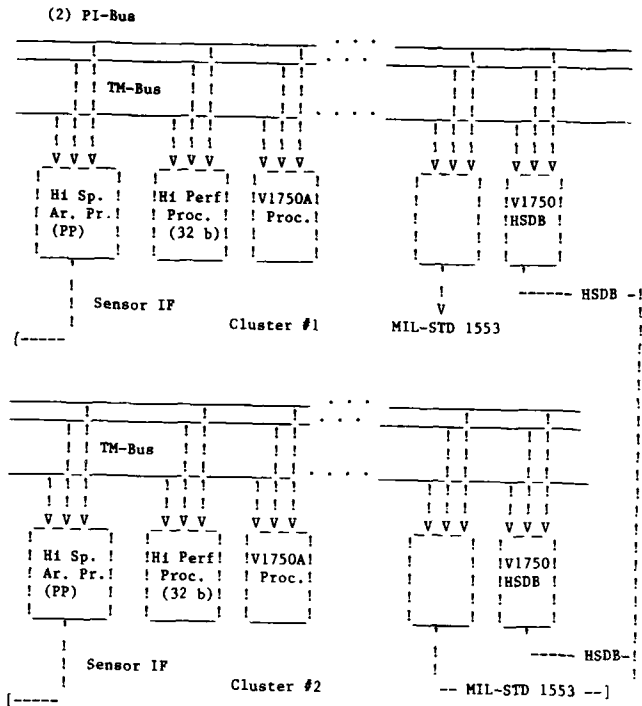 (2) PI-Bus
TM-Bus
Hi Sp. Hi Perf V1750A V1750
Ar. Pr. Proc. Proc. HSDB
(PP) (32 b)
HSDB
Sensor IF
Cluster #1 MIL-STD 1553
TM-Bus
Hi Sp. Hi Perf V1750A V1750
Ar. Pr. Proc. Proc. HSDB
(PP) (32 b)
HSDB
Sensor IF
Cluster #2 MIL-STD 1553